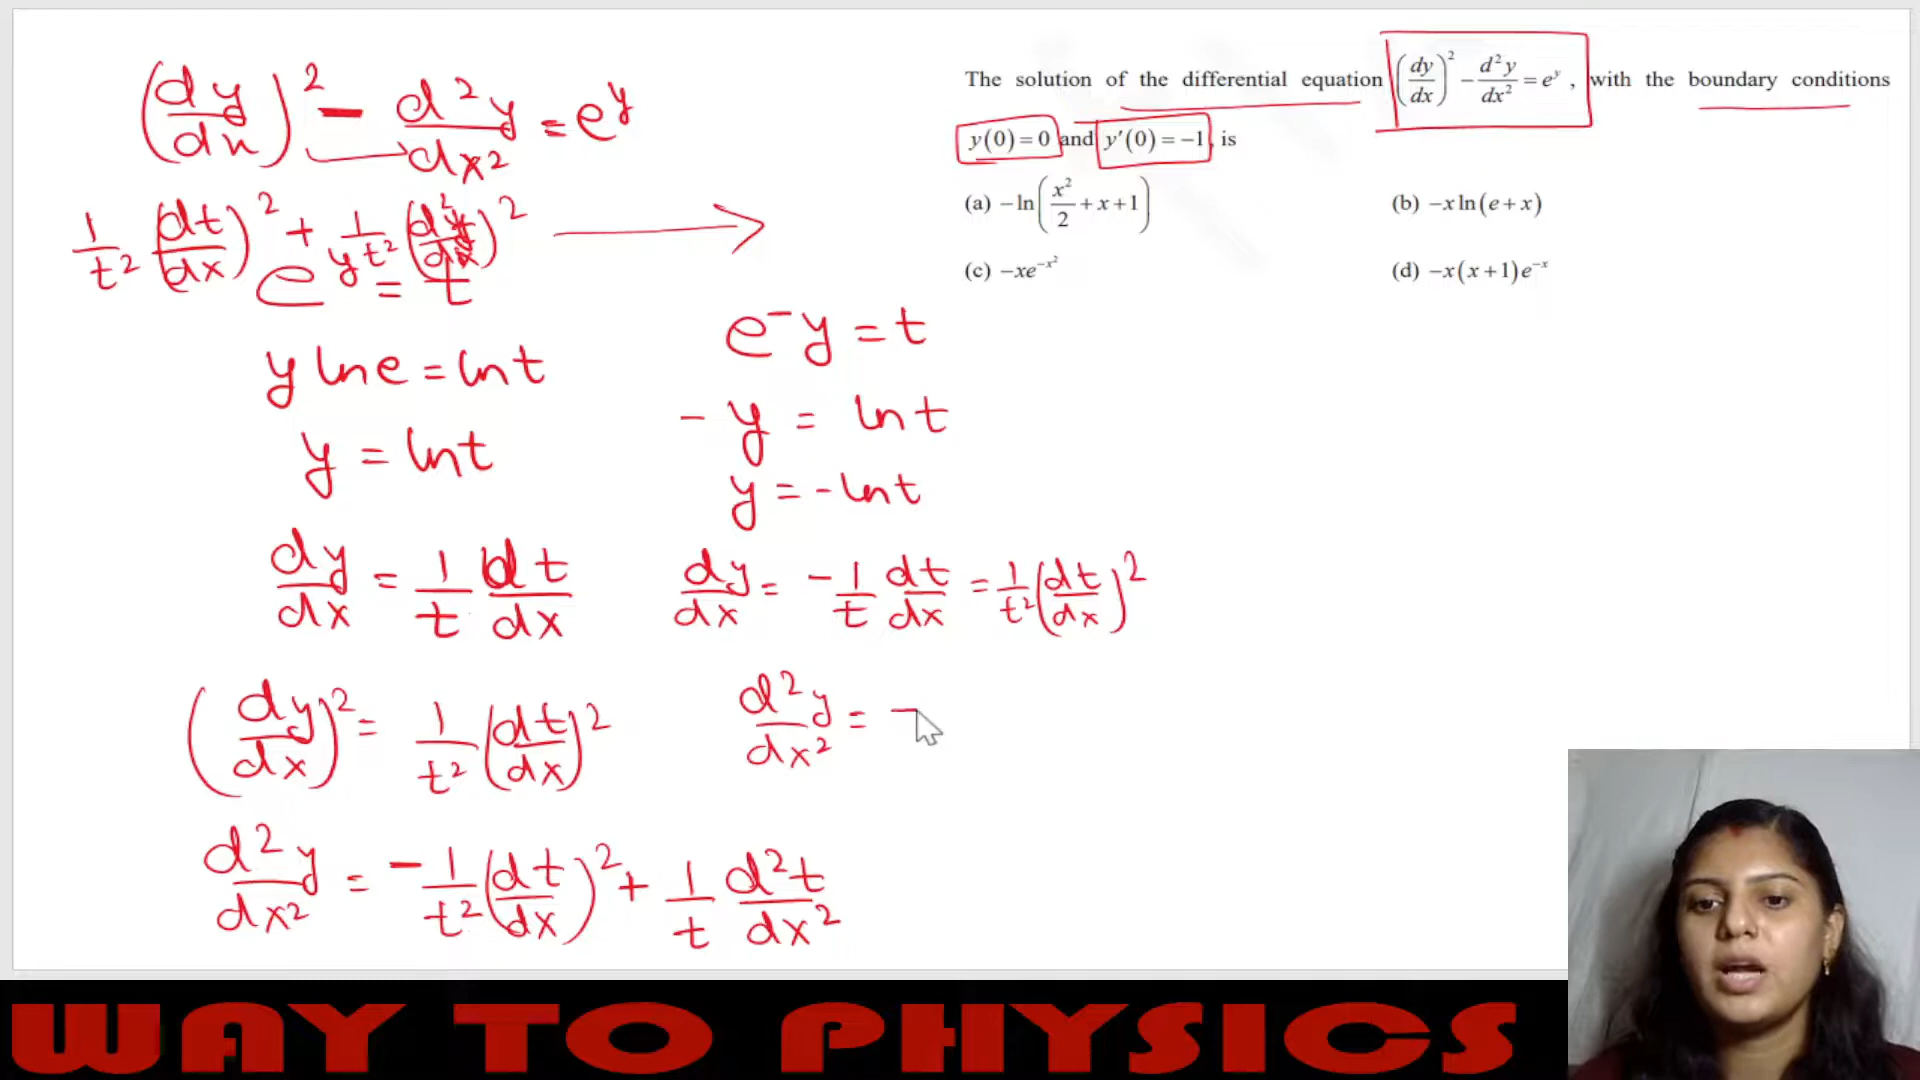 The solution of the differential equation (dy/dx)² − d²y/dx² = e^y , with the boundary conditions
y(0) = 0 and y′(0) = −1, is
(a) −ln(x²/2 + x + 1) (b) −x ln(e + x)
(c) −xe^(−x²) (d) −x(x + 1)e^(−x)
(dy/dx)² − d²y/dx² = e^y
1/t² (dt/dx)² + 1/t²
e^y = t
y ln e = ln t
y = ln t
dy/dx = 1/t dt/dx
(dy/dx)² = 1/t² (dt/dx)²
d²y/dx² = −1/t² (dt/dx)² + 1/t d²t/dx²
e^−y = t
−y = ln t
y = −ln t
dy/dx = −1/t dt/dx = 1/t² (dt/dx)²
d²y/dx² = −
WAY TO PHYSICS